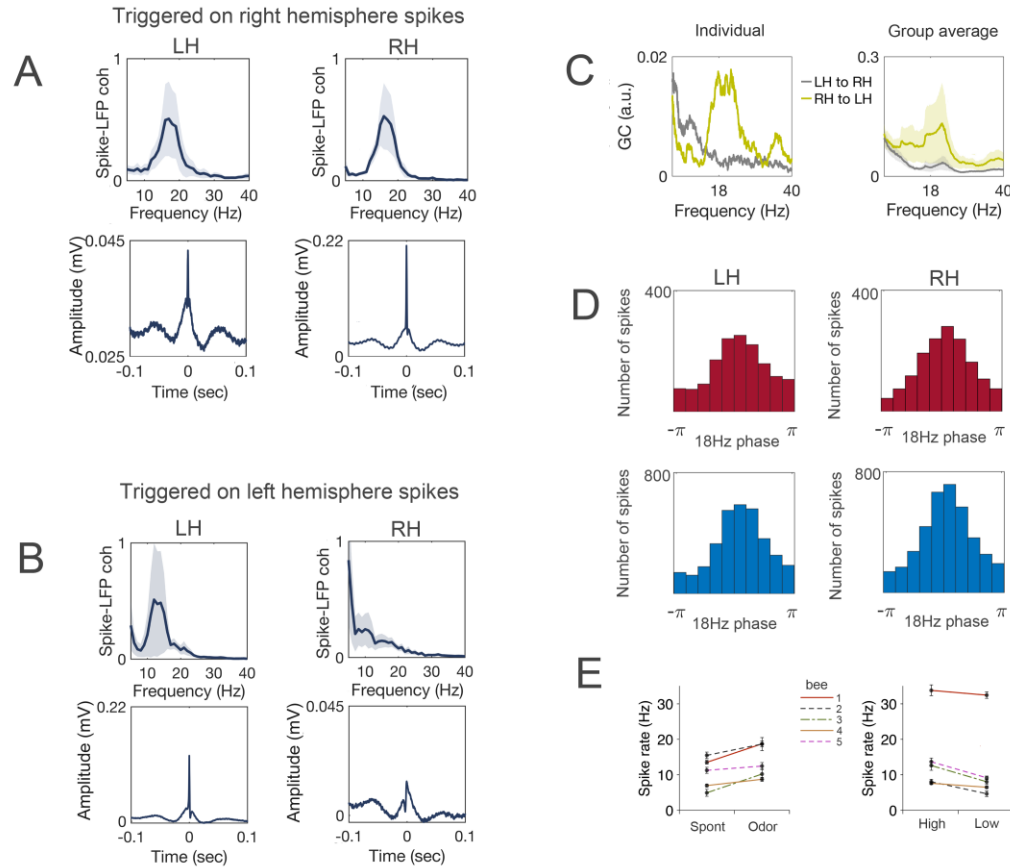 A
Triggered on right hemisphere spikes
LH
RH
1
Spike-LFP coh
0
10 20 30 40
Frequency (Hz)
1
Spike-LFP coh
0
10 20 30 40
Frequency (Hz)
0.045
Amplitude (mV)
0.025
-0.1 0 0.1
Time (sec)
0.22
Amplitude (mV)
0
-0.1 0 0.1
Time (sec)
B
Triggered on left hemisphere spikes
LH
RH
1
Spike-LFP coh
0
10 20 30 40
Frequency (Hz)
1
Spike-LFP coh
0
10 20 30 40
Frequency (Hz)
0.22
Amplitude (mV)
0
-0.1 0 0.1
Time (sec)
0.045
Amplitude (mV)
0
-0.1 0 0.1
Time (sec)
C
Individual
Group average
0.02
GC (a.u.)
0
18 40
Frequency (Hz)
LH to RH
RH to LH
0.3
0
18 40
Frequency (Hz)
D
LH
RH
400
Number of spikes
-π π
18Hz phase
400
Number of spikes
-π π
18Hz phase
800
Number of spikes
-π π
18Hz phase
800
Number of spikes
-π π
18Hz phase
E
Spike rate (Hz)
30
20
10
0
Spont Odor
bee
1
2
3
4
5
Spike rate (Hz)
30
20
10
0
High Low